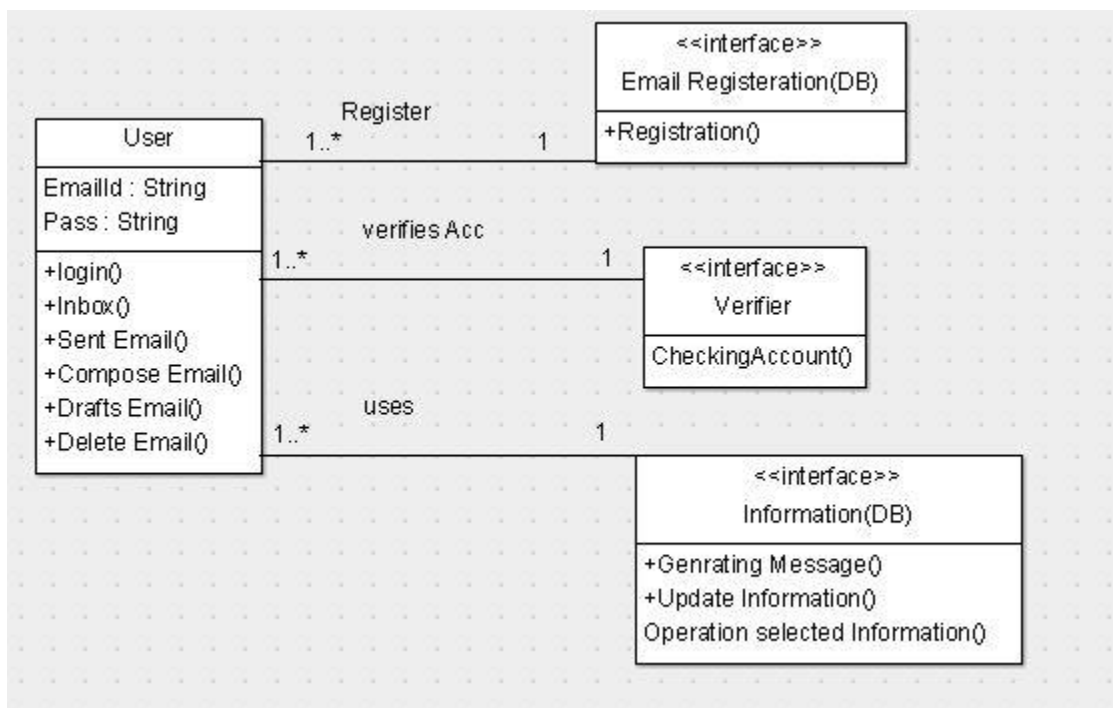 <<interface>>
Email Registeration(DB)
+Registration()
Register
1..*
1
User
EmailId : String
Pass : String
+login()
+Inbox()
+Sent Email()
+Compose Email()
+Drafts Email()
+Delete Email()
verifies Acc
1..*
1
<<interface>>
Verifier
CheckingAccount()
uses
1..*
1
<<interface>>
Information(DB)
+Genrating Message()
+Update Information()
Operation selected Information()